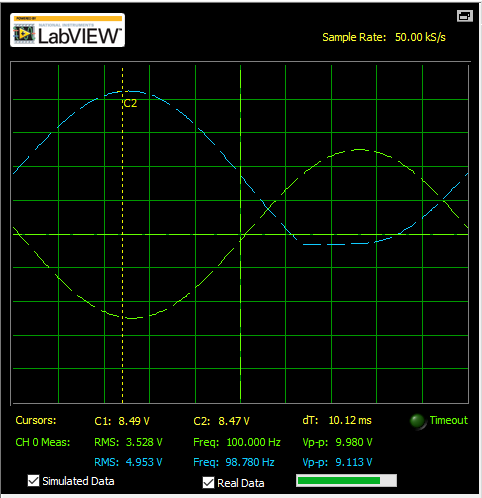 POWERED BY
NATIONAL INSTRUMENTS
LabVIEW™
Sample Rate: 50.00 kS/s
C2
Cursors: C1: 8.49 V C2: 8.47 V dT: 10.12 ms Timeout
CH 0 Meas: RMS: 3.528 V Freq: 100.000 Hz Vp-p: 9.980 V
RMS: 4.953 V Freq: 98.780 Hz Vp-p: 9.113 V
Simulated Data Real Data